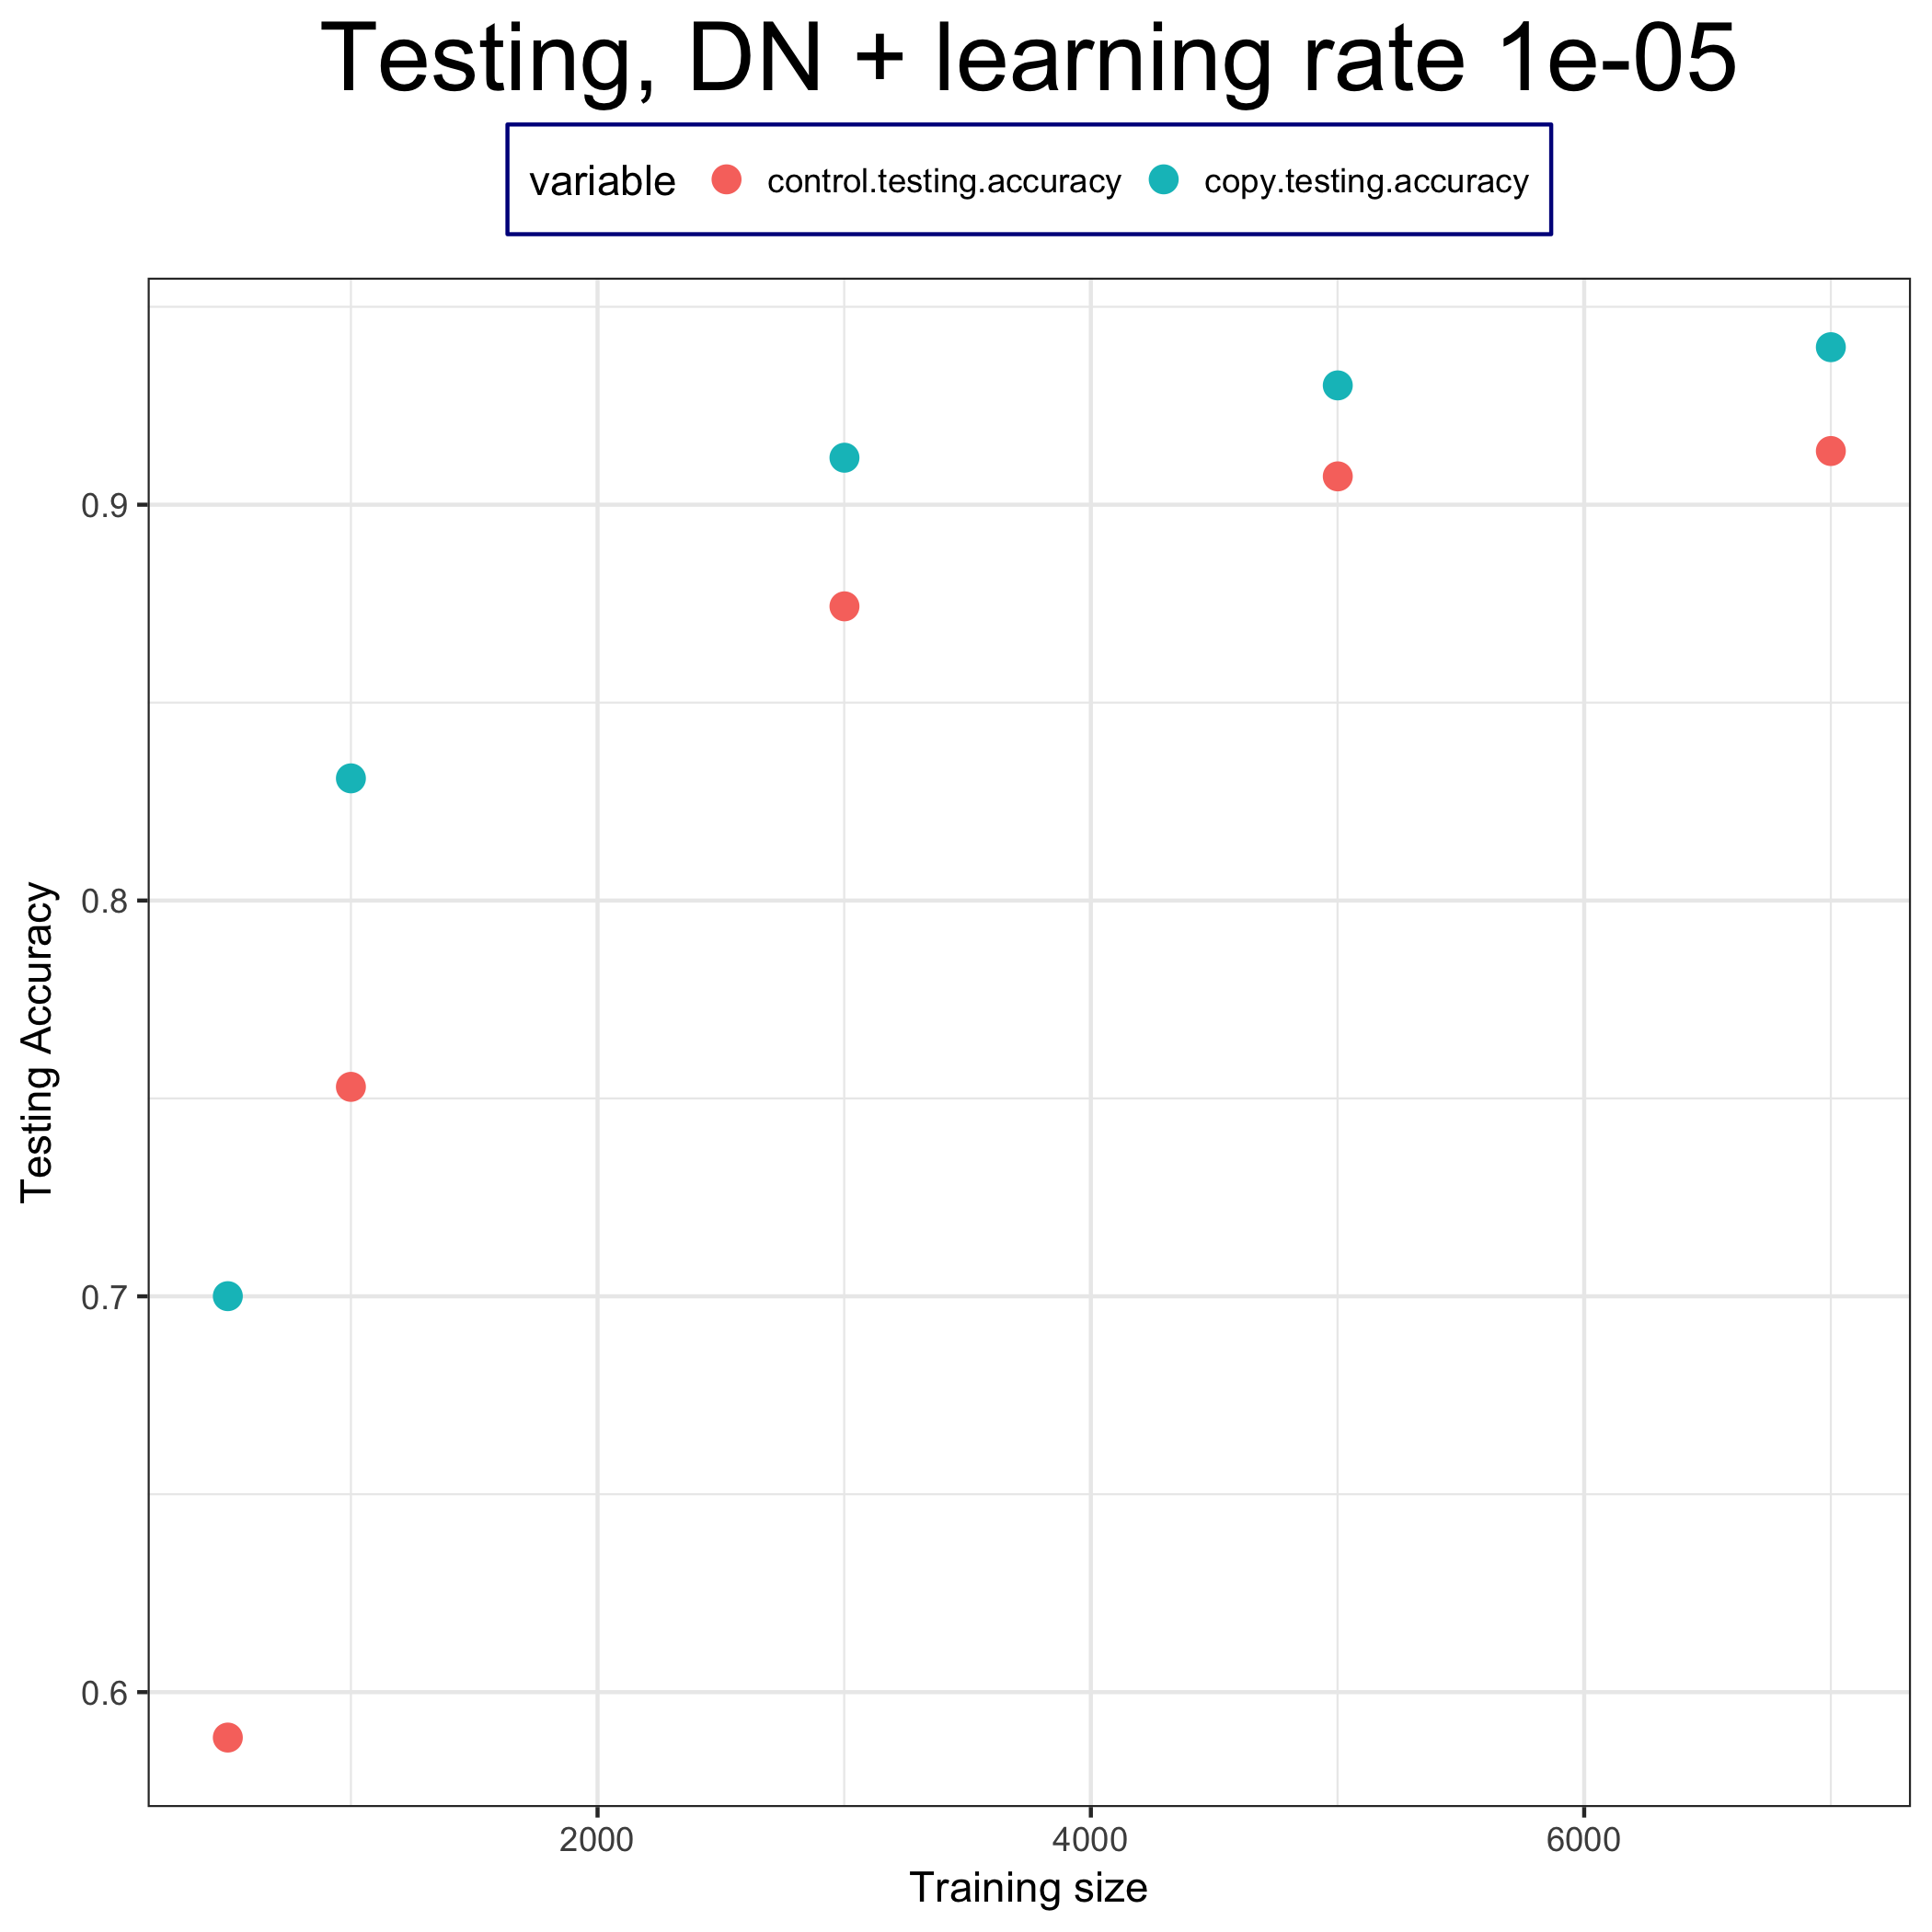 Testing, DN + learning rate 1e-05
variable control.testing.accuracy copy.testing.accuracy
Testing Accuracy
0.9
0.8
0.7
0.6
2000 4000 6000
Training size